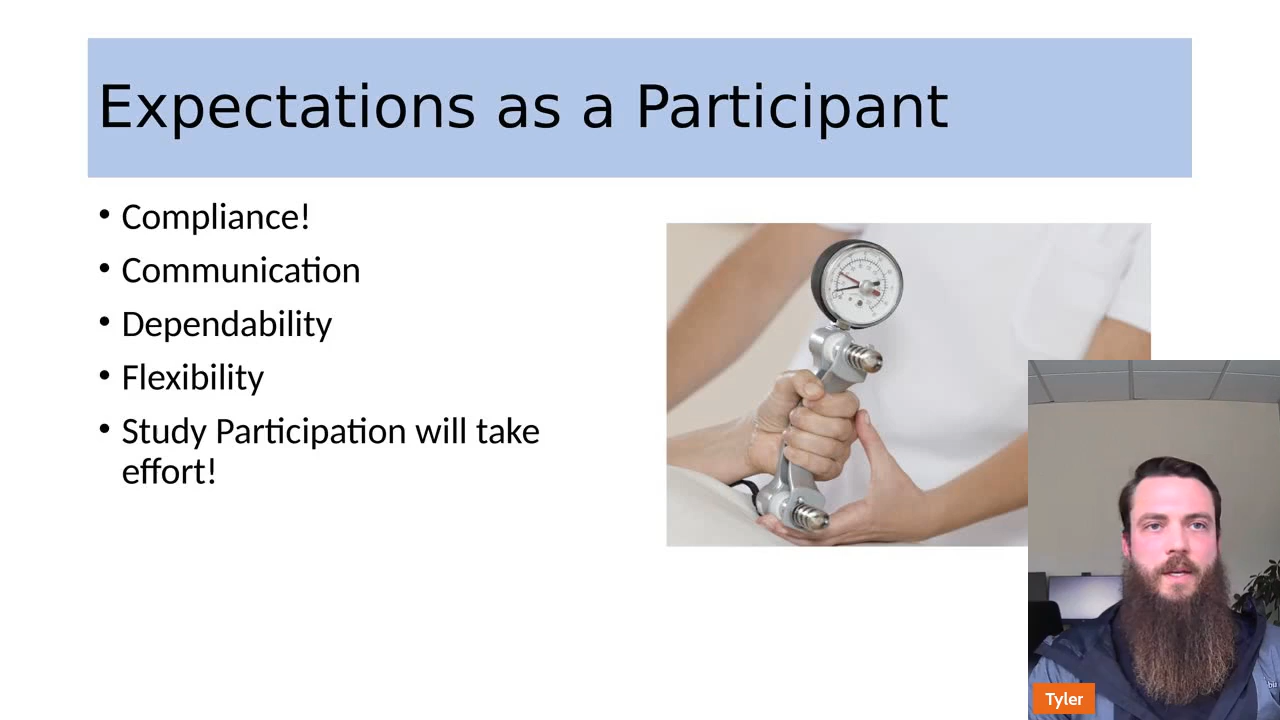 Expectations as a Participant
• Compliance!
• Communication
• Dependability
• Flexibility
• Study Participation will take
effort!
Tyler